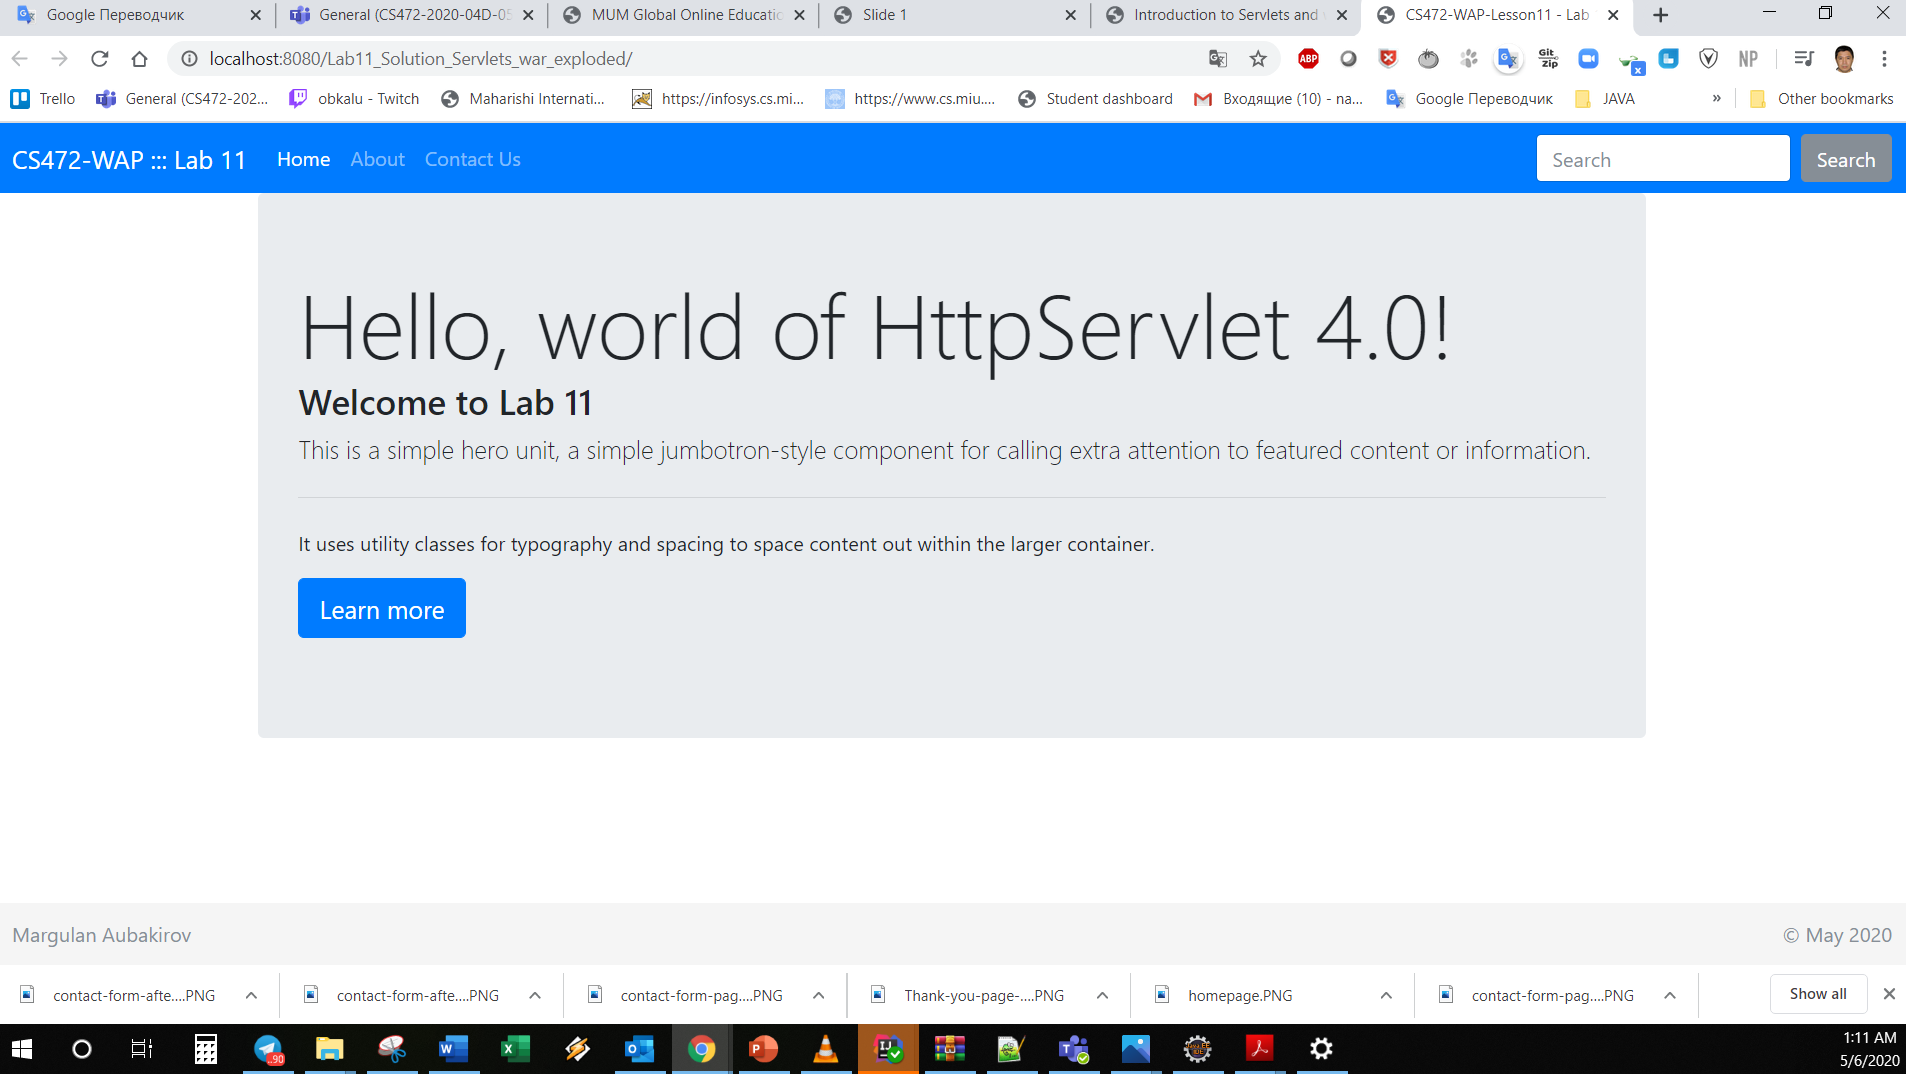 Google Переводчик
General (CS472-2020-04D-05
MUM Global Online Educatio
Slide 1
Introduction to Servlets and
CS472-WAP-Lesson11 - Lab
localhost:8080/Lab11_Solution_Servlets_war_exploded/
ABP
Git Zip
NP
Trello
General (CS472-202...
obkalu - Twitch
Maharishi Internati...
https://infosys.cs.mi...
https://www.cs.miu....
Student dashboard
Входящие (10) - na...
Google Переводчик
JAVA
»
Other bookmarks
CS472-WAP ::: Lab 11
Home
About
Contact Us
Search
Search
Hello, world of HttpServlet 4.0!
Welcome to Lab 11
This is a simple hero unit, a simple jumbotron-style component for calling extra attention to featured content or information.
It uses utility classes for typography and spacing to space content out within the larger container.
Learn more
Margulan Aubakirov
© May 2020
contact-form-afte....PNG
contact-form-afte....PNG
contact-form-pag....PNG
Thank-you-page-....PNG
homepage.PNG
contact-form-pag....PNG
Show all
1:11 AM
5/6/2020